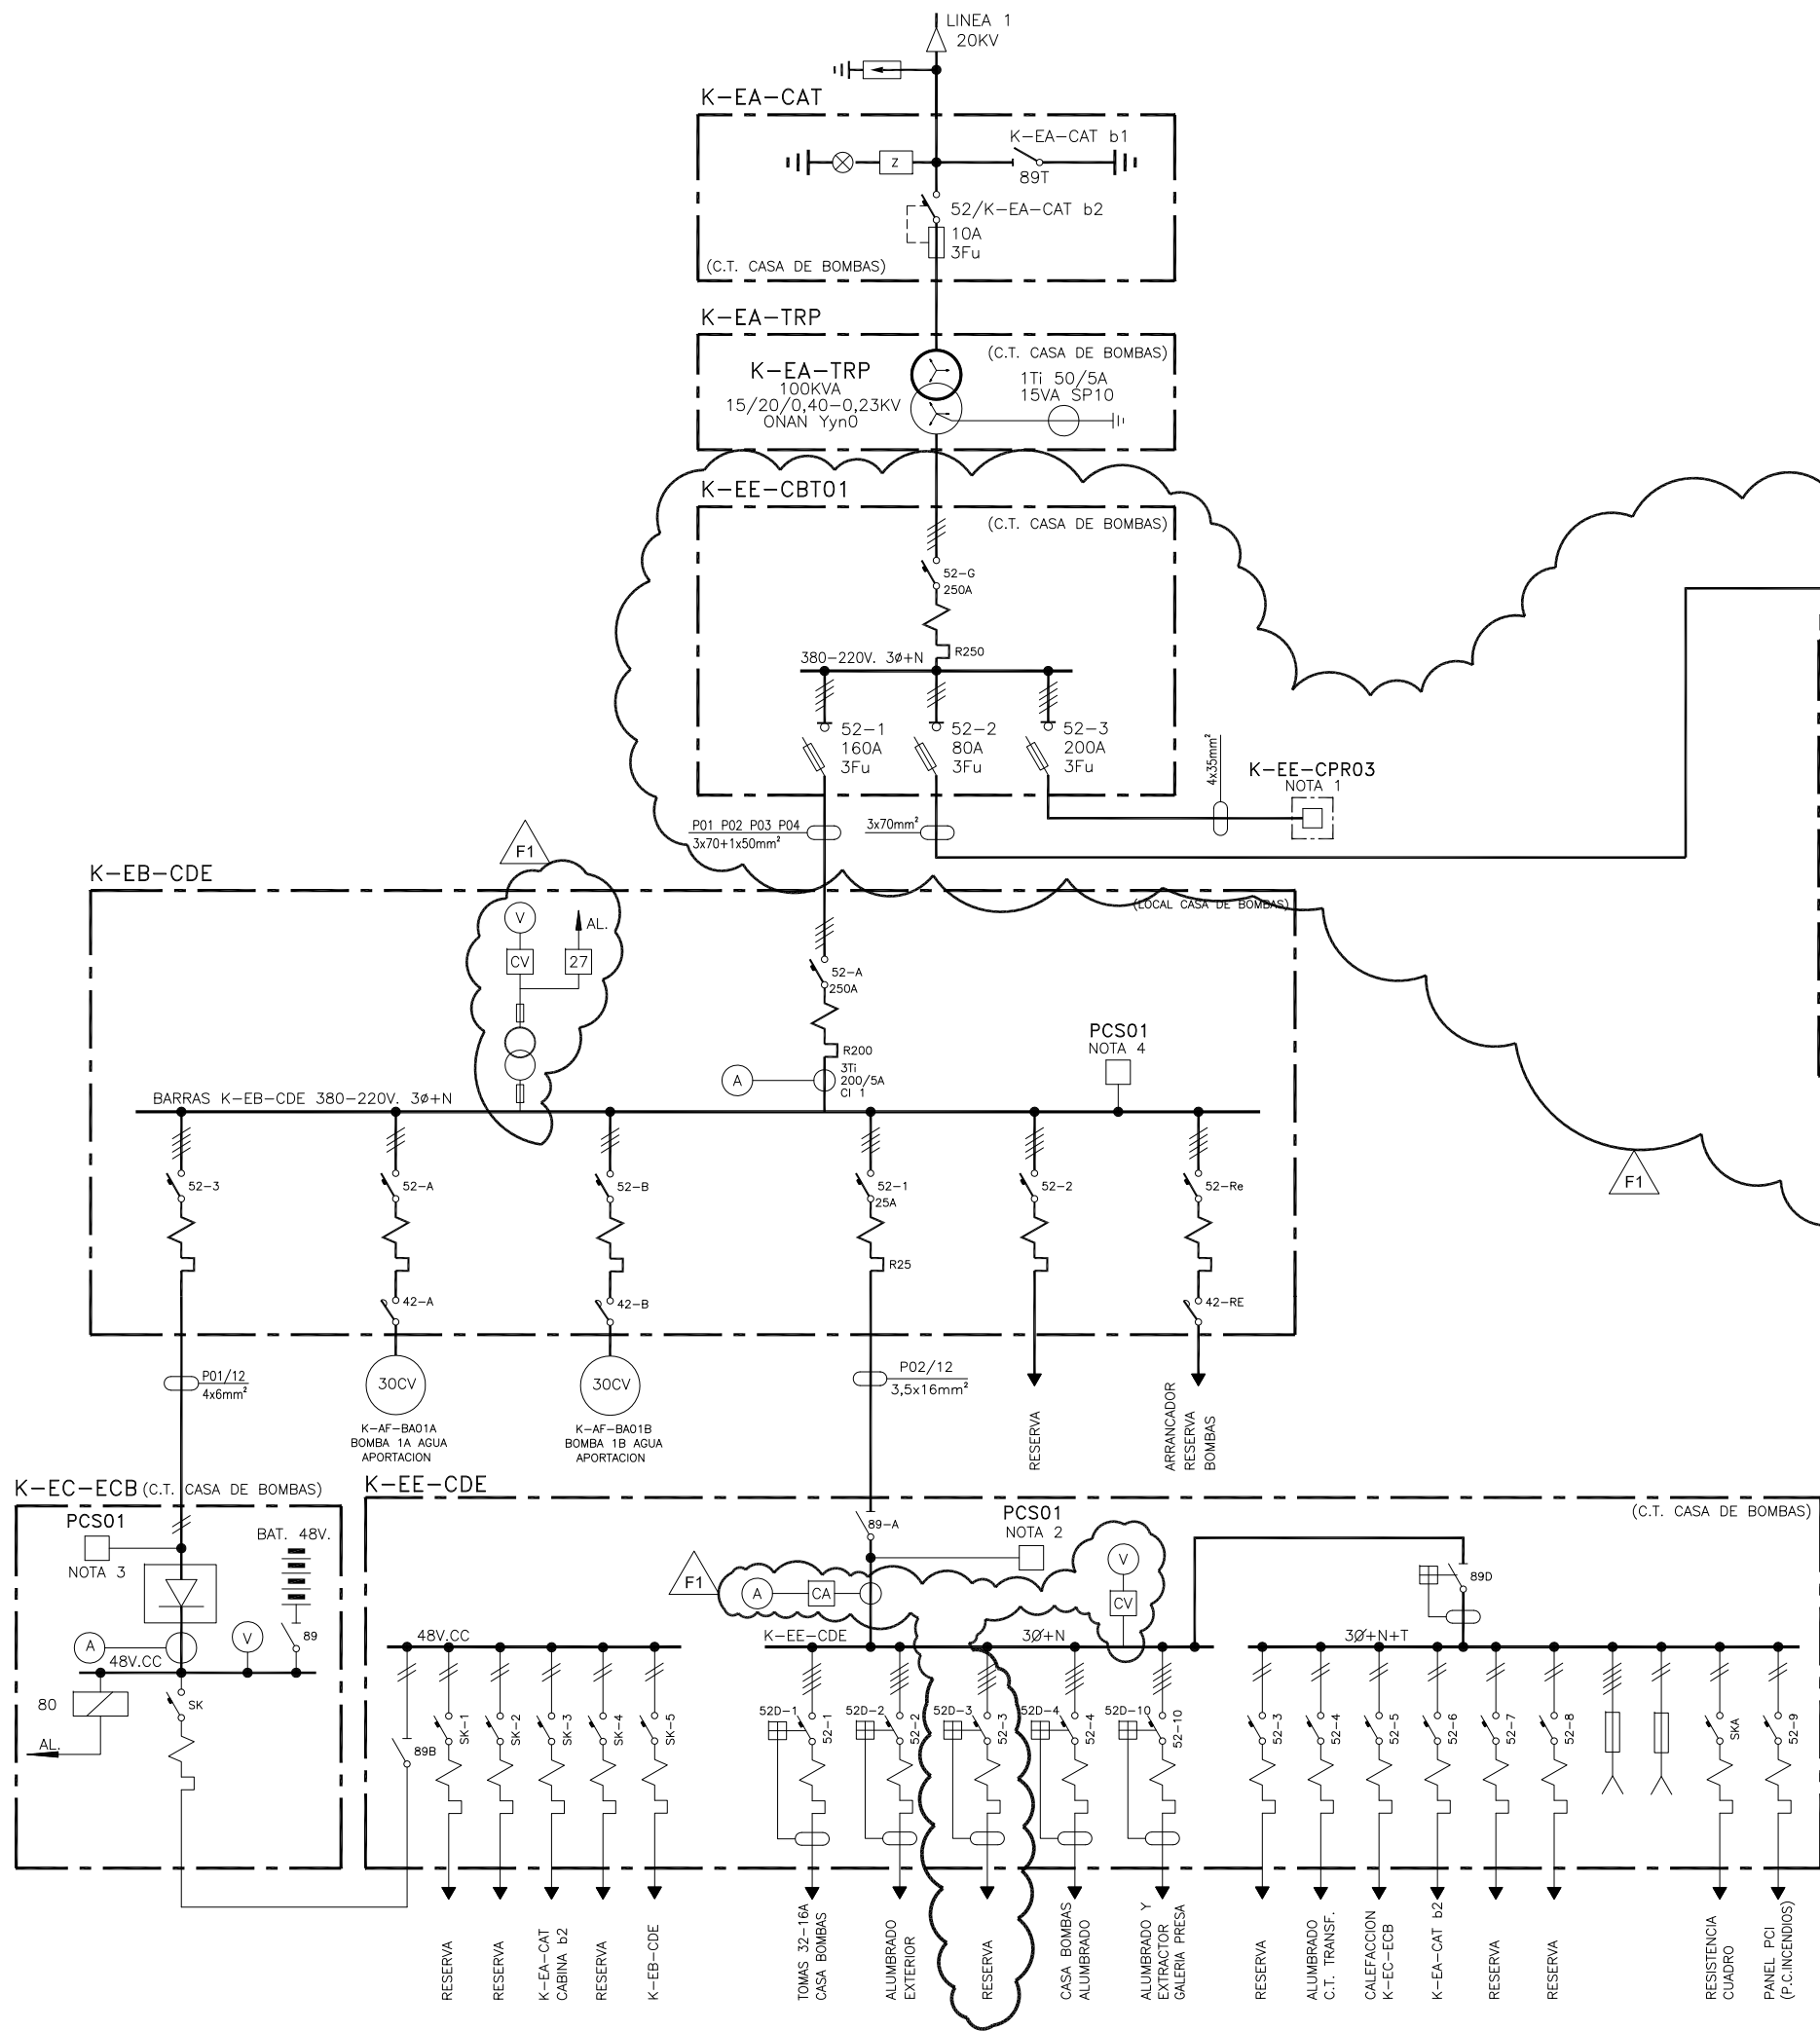 LINEA 1
20KV
K-EA-CAT
K-EA-CAT b1
Z
89T
52/K-EA-CAT b2
10A
3Fu
(C.T. CASA DE BOMBAS)
K-EA-TRP
(C.T. CASA DE BOMBAS)
K-EA-TRP
100KVA
15/20/0,40-0,23KV
ONAN Yyn0
1Ti 50/5A
15VA SP10
K-EE-CBT01
(C.T. CASA DE BOMBAS)
52-G
250A
R250
380-220V. 3ø+N
52-1
160A
3Fu
52-2
80A
3Fu
52-3
200A
3Fu
4x35mm²
K-EE-CPR03
NOTA 1
P01 P02 P03 P04
3x70+1x50mm²
3x70mm²
F1
K-EB-CDE
(LOCAL CASA DE BOMBAS)
V
AL.
CV
27
52-A
250A
R200
3Ti
200/5A
Cl 1
A
PCS01
NOTA 4
BARRAS K-EB-CDE 380-220V. 3ø+N
52-3
52-A
52-B
52-1
25A
52-2
52-Re
R25
42-A
42-B
42-RE
F1
P01/12
4x6mm²
30CV
30CV
P02/12
3,5x16mm²
K-AF-BA01A
BOMBA 1A AGUA
APORTACION
K-AF-BA01B
BOMBA 1B AGUA
APORTACION
RESERVA
ARRANCADOR
RESERVA
BOMBAS
K-EC-ECB (C.T. CASA DE BOMBAS)
PCS01
NOTA 3
BAT. 48V.
A
V
89
48V.CC
80
SK
AL.
K-EE-CDE
(C.T. CASA DE BOMBAS)
89-A
PCS01
NOTA 2
F1
A
CA
V
CV
89D
48V.CC
K-EE-CDE
3Ø+N
3Ø+N+T
89B
SK-1
SK-2
SK-3
SK-4
SK-5
52D-1
52-1
52D-2
52-2
52D-3
52-3
52D-4
52-4
52D-10
52-10
52-3
52-4
52-5
52-6
52-7
52-8
SKA
52-9
RESERVA
RESERVA
K-EA-CAT
CABINA b2
RESERVA
K-EB-CDE
TOMAS 32-16A
CASA BOMBAS
ALUMBRADO
EXTERIOR
RESERVA
CASA BOMBAS
ALUMBRADO
ALUMBRADO Y
EXTRACTOR
GALERIA PRESA
RESERVA
ALUMBRADO
C.T. TRANSF.
CALEFACCION
K-EC-ECB
K-EA-CAT b2
RESERVA
RESERVA
RESISTENCIA
CUADRO
PANEL PCI
(P.C.INCENDIOS)